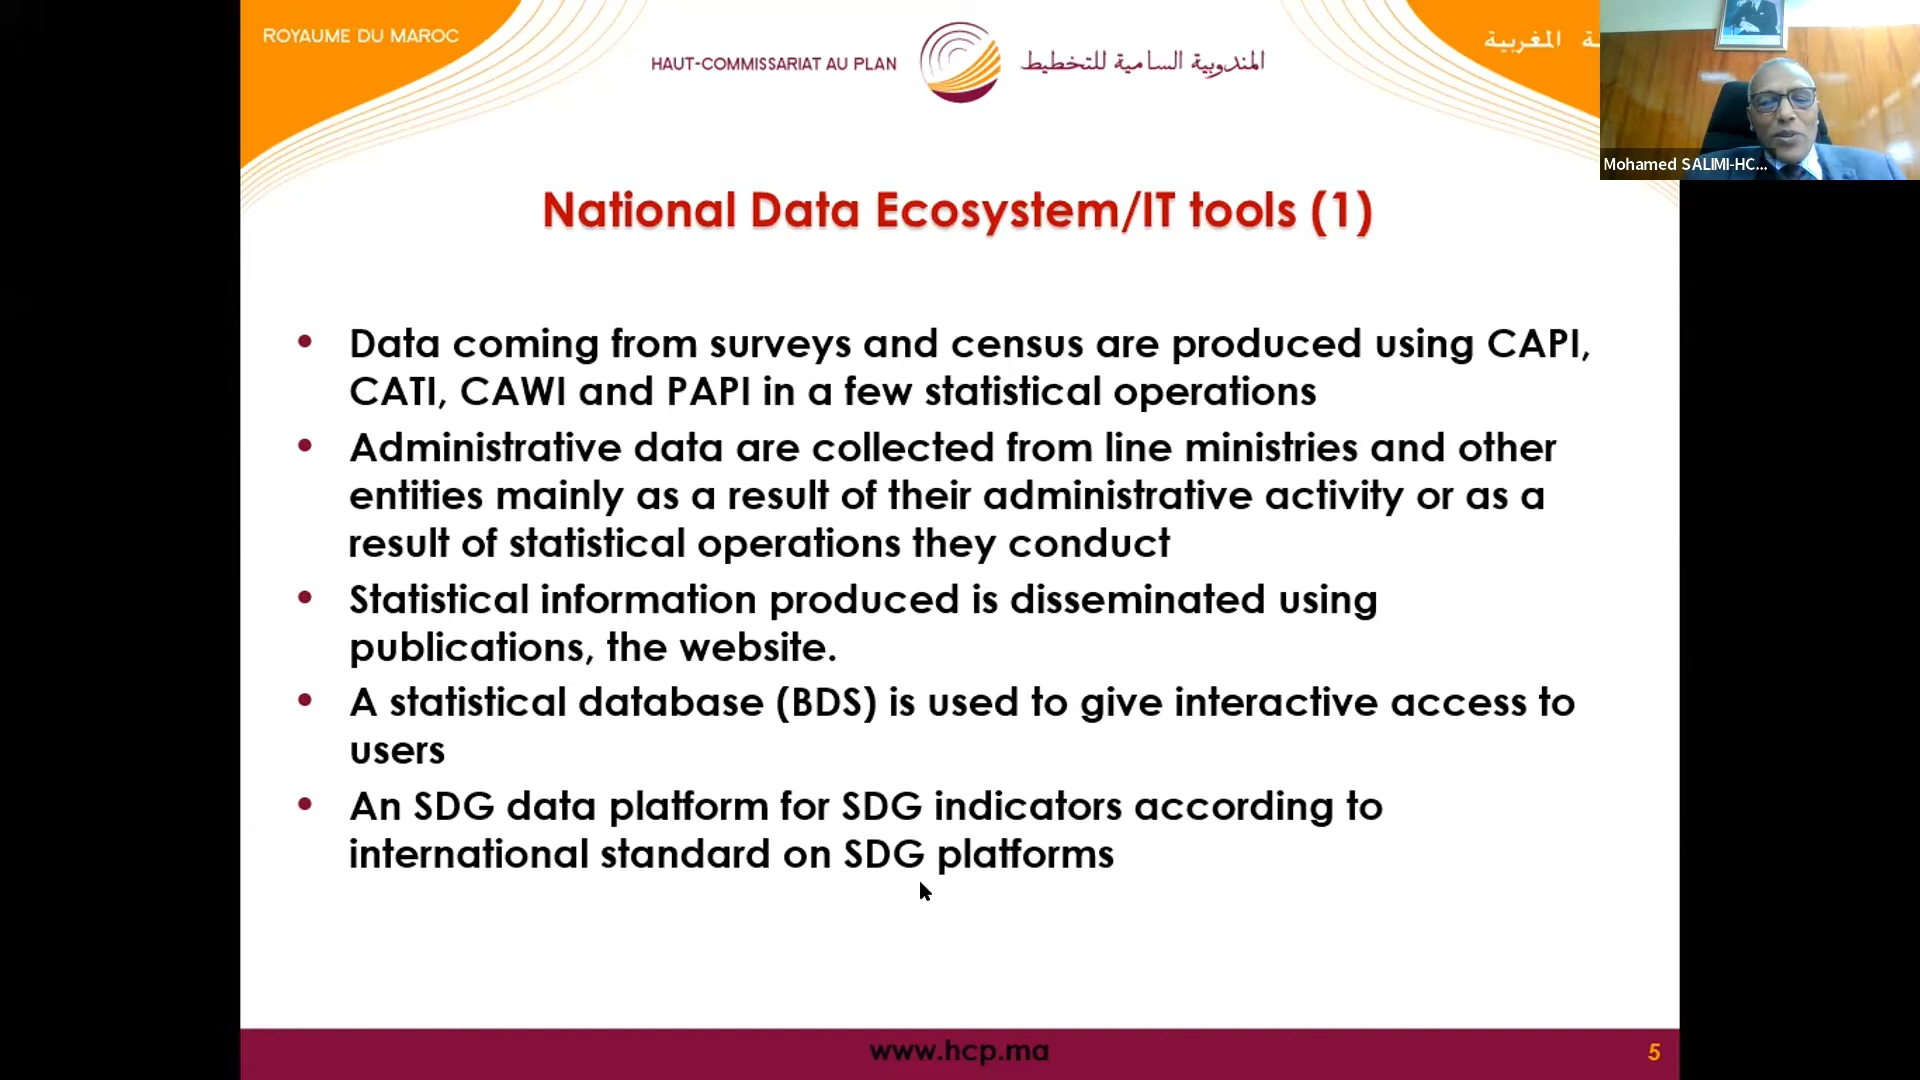 ROYAUME DU MAROC
HAUT-COMMISSARIAT AU PLAN
المندوبية السامية للتخطيط
المغربية
Mohamed SALIMI-HC...
National Data Ecosystem/IT tools (1)
• Data coming from surveys and census are produced using CAPI,
CATI, CAWI and PAPI in a few statistical operations
• Administrative data are collected from line ministries and other
entities mainly as a result of their administrative activity or as a
result of statistical operations they conduct
• Statistical information produced is disseminated using
publications, the website.
• A statistical database (BDS) is used to give interactive access to
users
• An SDG data platform for SDG indicators according to
international standard on SDG platforms
www.hcp.ma
5